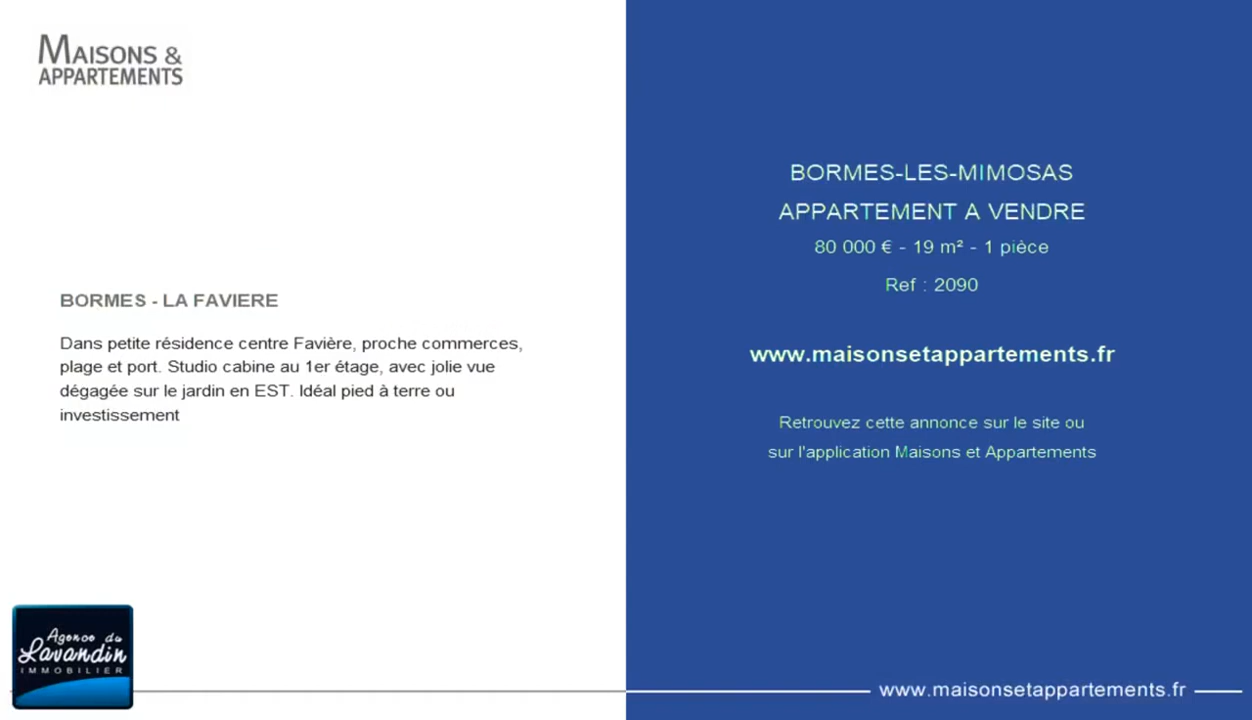 MAISONS &
APPARTEMENTS
BORMES - LA FAVIERE
Dans petite résidence centre Favière, proche commerces,
plage et port. Studio cabine au 1er étage, avec jolie vue
dégagée sur le jardin en EST. Idéal pied à terre ou
investissement
Agence du
Lavandin
IMMOBILIER
BORMES-LES-MIMOSAS
APPARTEMENT A VENDRE
80 000 € - 19 m² - 1 pièce
Ref : 2090
www.maisonsetappartements.fr
Retrouvez cette annonce sur le site ou
sur l'application Maisons et Appartements
www.maisonsetappartements.fr